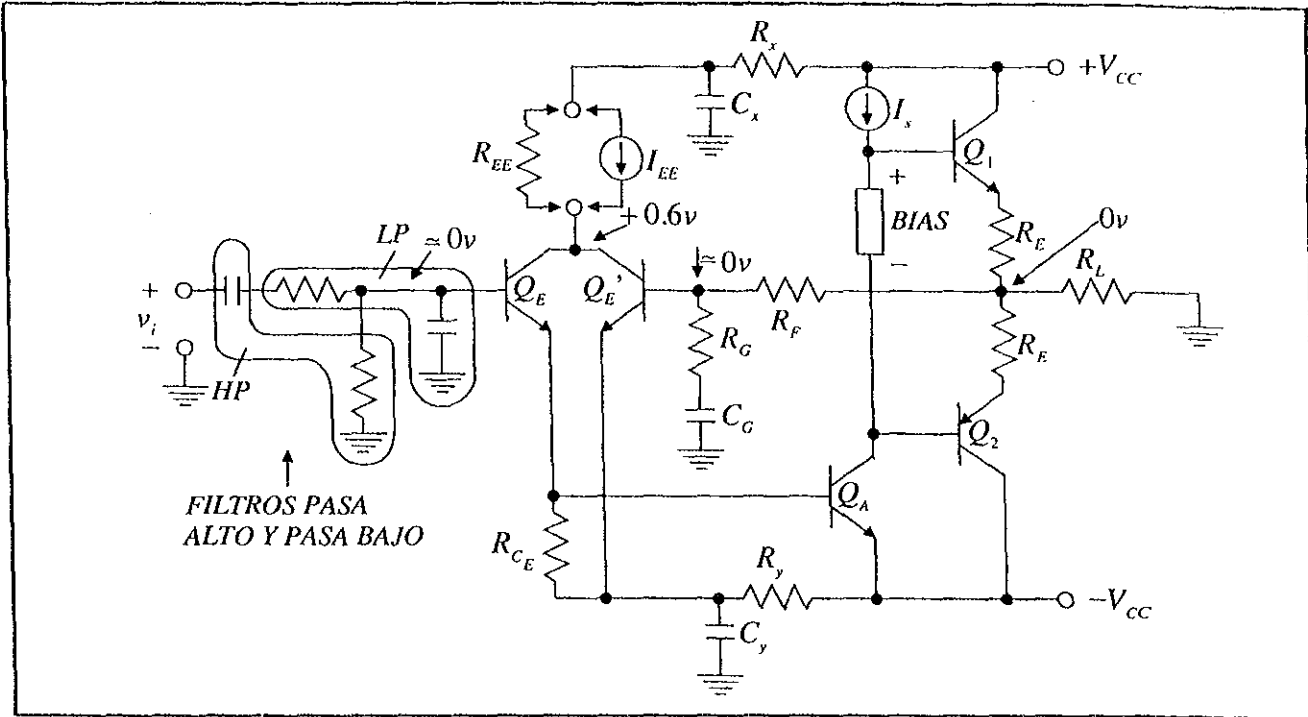 R_x
+V_CC
C_x
I_s
R_EE
I_EE
Q_1
+
BIAS
−
+0.6v
0v
LP
≃0v
≃0v
R_E
R_L
+
v_i
−
Q_E
Q_E'
R_F
R_G
R_E
HP
C_G
Q_2
FILTROS PASA
ALTO Y PASA BAJO
Q_A
R_CE
R_y
−V_CC
C_y